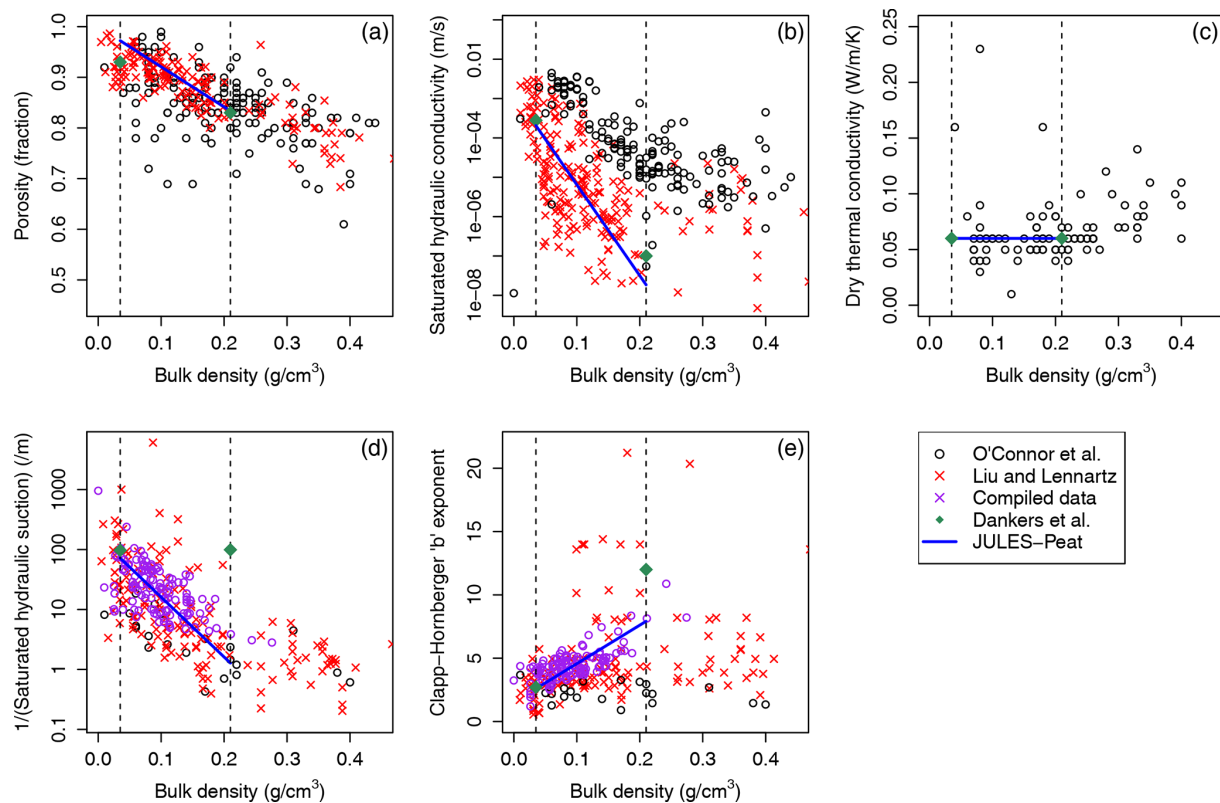 (a)
Porosity (fraction)
1.0
0.9
0.8
0.7
0.6
0.5
0.0 0.1 0.2 0.3 0.4
Bulk density (g/cm³)
(b)
Saturated hydraulic conductivity (m/s)
0.01
1e−04
1e−06
1e−08
0.0 0.1 0.2 0.3 0.4
Bulk density (g/cm³)
(c)
Dry thermal conductivity (W/m/K)
0.25
0.20
0.15
0.10
0.05
0.00
0.0 0.1 0.2 0.3 0.4
Bulk density (g/cm³)
(d)
1/(Saturated hydraulic suction) (/m)
1000
100
10
1
0.1
0.0 0.1 0.2 0.3 0.4
Bulk density (g/cm³)
(e)
Clapp−Hornberger 'b' exponent
20
15
10
5
0
0.0 0.1 0.2 0.3 0.4
Bulk density (g/cm³)
O'Connor et al.
Liu and Lennartz
Compiled data
Dankers et al.
JULES−Peat